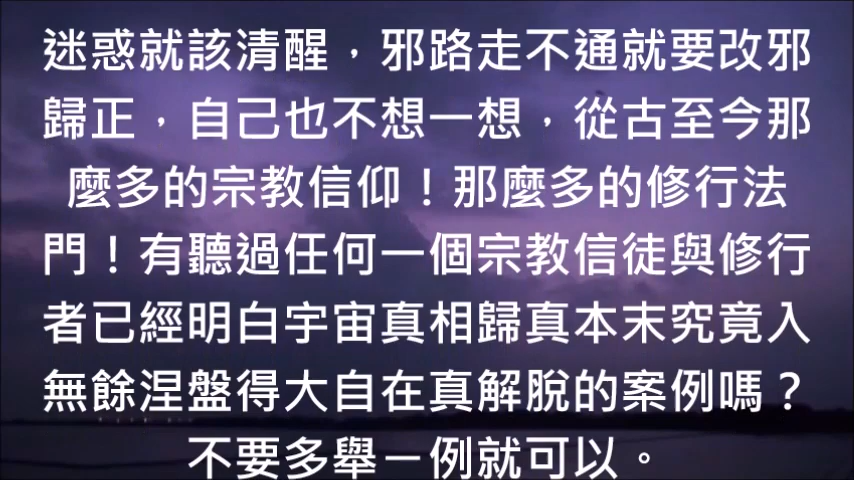 迷惑就該清醒，邪路走不通就要改邪
歸正，自己也不想一想，從古至今那
麼多的宗教信仰！那麼多的修行法
門！有聽過任何一個宗教信徒與修行
者已經明白宇宙真相歸真本末究竟入
無餘涅盤得大自在真解脫的案例嗎？
不要多舉一例就可以。